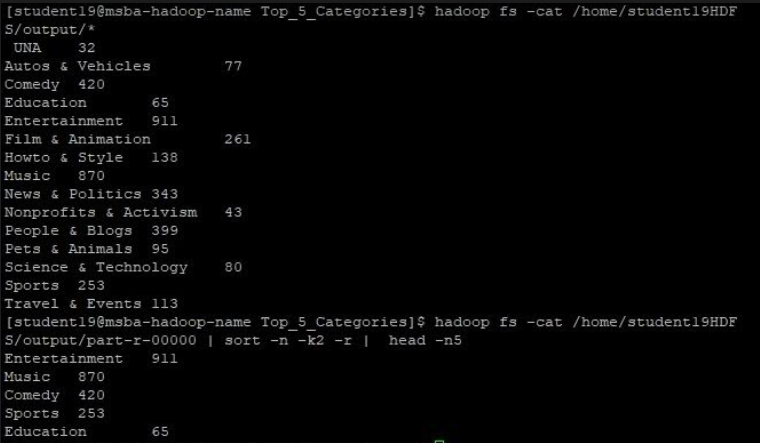 [student19@msba-hadoop-name Top_5_Categories]$ hadoop fs -cat /home/student19HDF
S/output/*
 UNA	32
Autos & Vehicles	77
Comedy	420
Education	65
Entertainment	911
Film & Animation	261
Howto & Style	138
Music	870
News & Politics	343
Nonprofits & Activism	43
People & Blogs	399
Pets & Animals	95
Science & Technology	80
Sports	253
Travel & Events	113
[student19@msba-hadoop-name Top_5_Categories]$ hadoop fs -cat /home/student19HDF
S/output/part-r-00000 | sort -n -k2 -r |  head -n5
Entertainment	911
Music	870
Comedy	420
Sports	253
Education	65